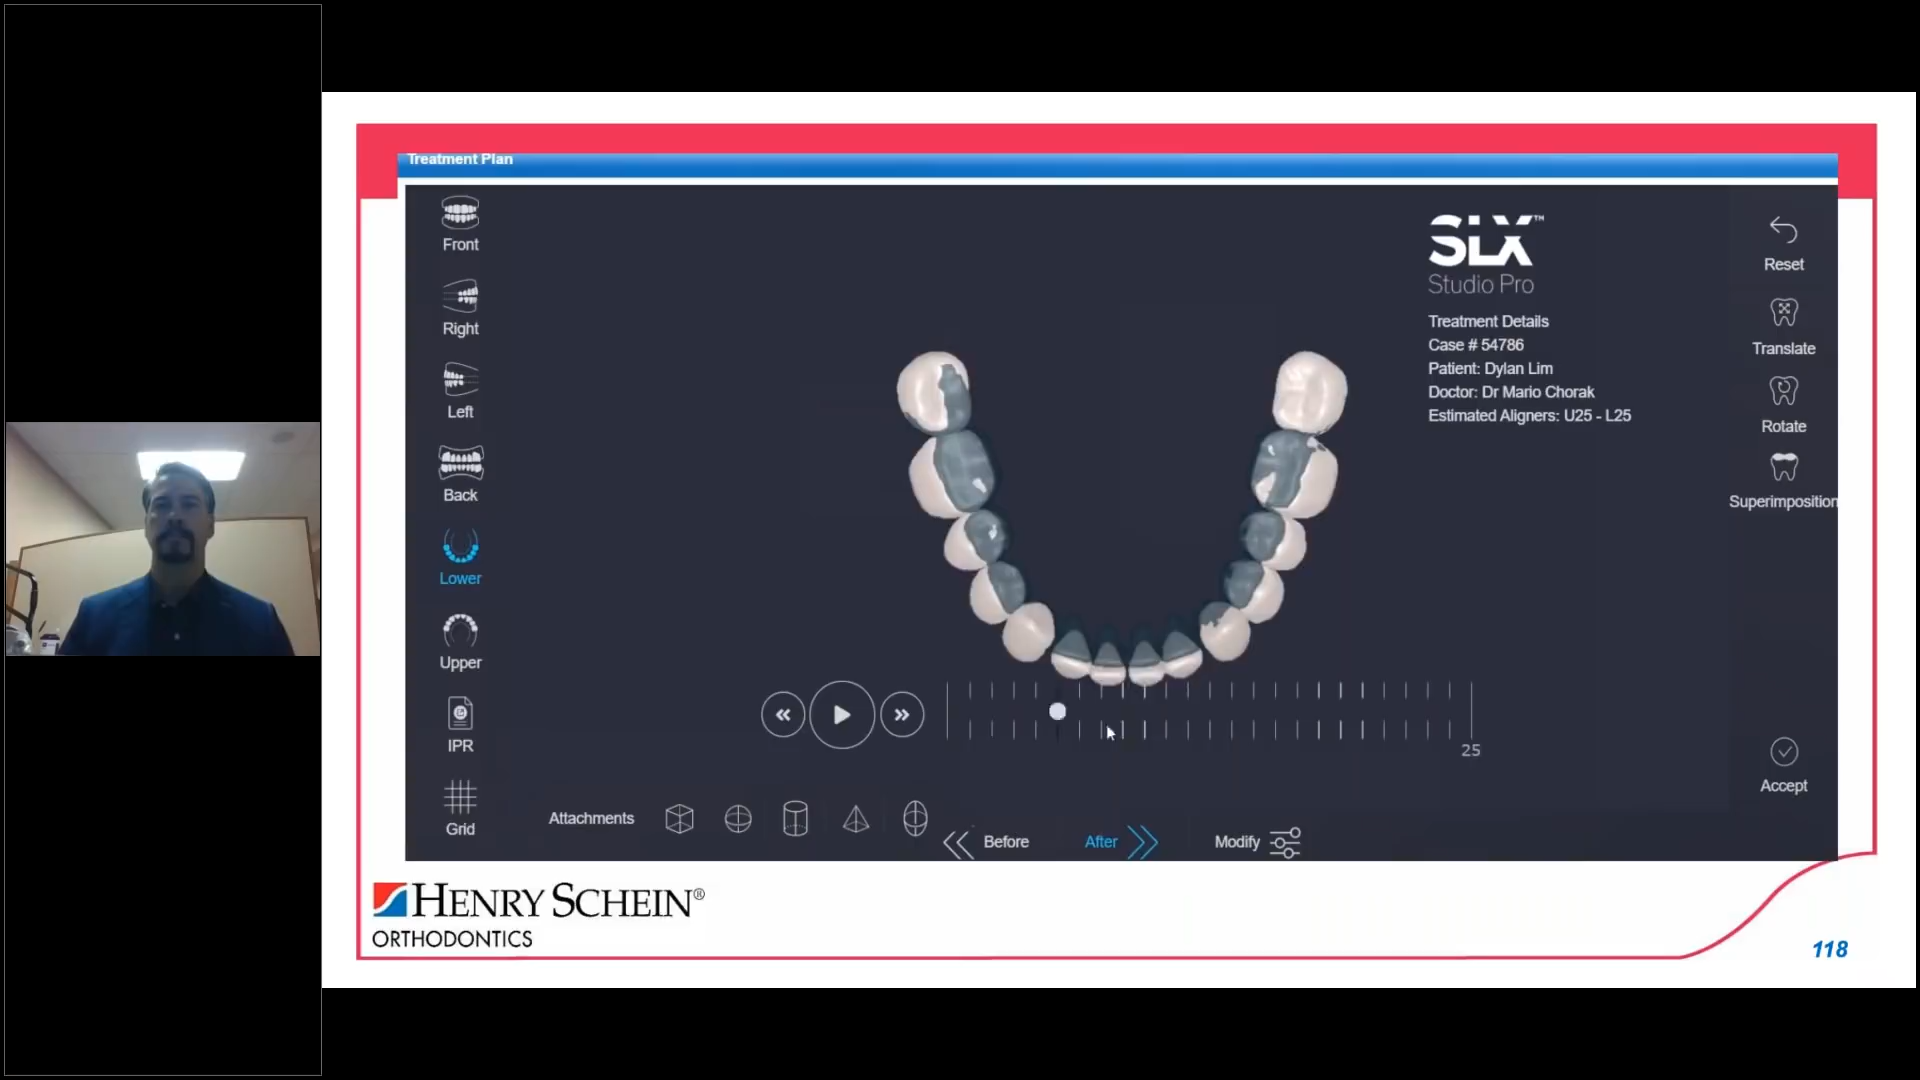 Treatment Plan
Front
Right
Left
Back
Lower
Upper
IPR
Grid
SLX™
Studio Pro
Treatment Details
Case # 54786
Patient: Dylan Lim
Doctor: Dr Mario Chorak
Estimated Aligners: U25 - L25
Reset
Translate
Rotate
Superimposition
Accept
25
Attachments
Before
After
Modify
HENRY SCHEIN®
ORTHODONTICS
118